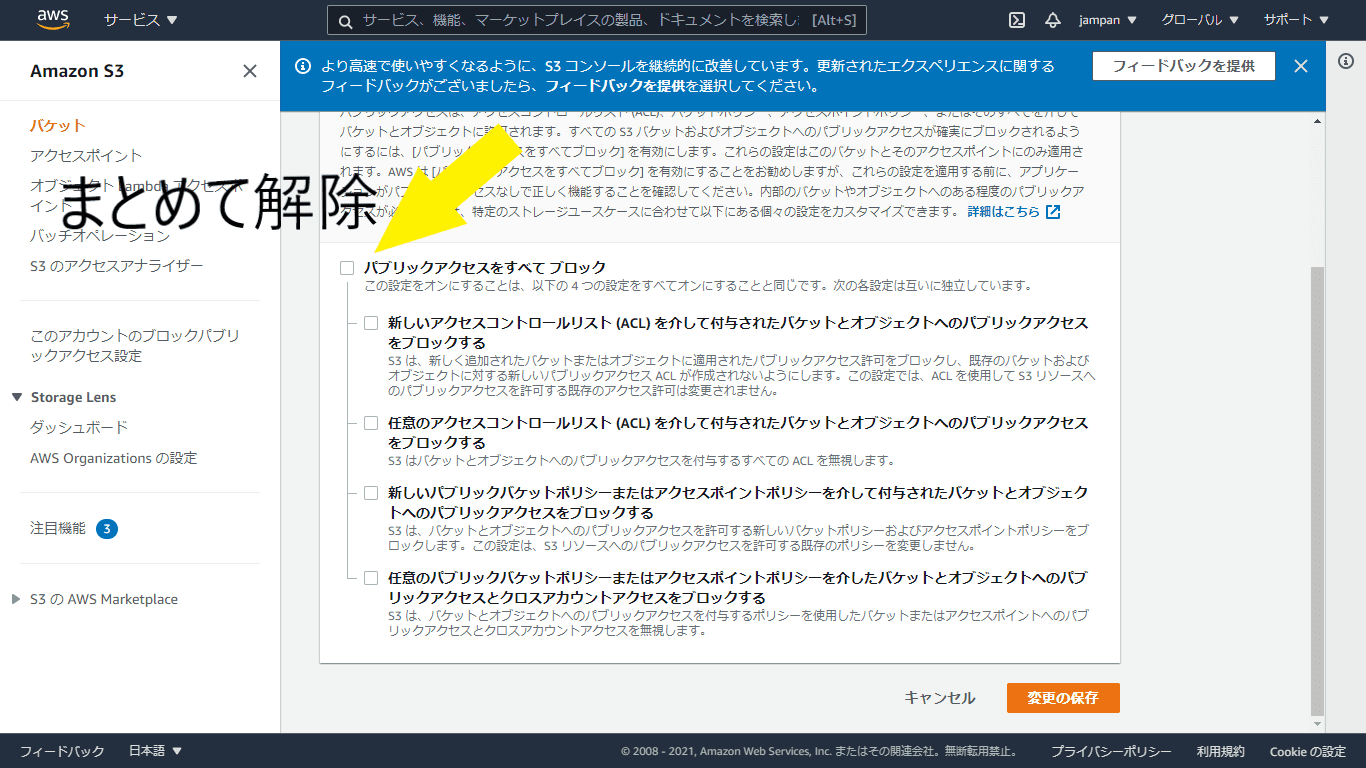 aws
サービス ▼
サービス、機能、マーケットプレイスの製品、ドキュメントを検索し
[Alt+S]
jampan ▼
グローバル ▼
サポート ▼
Amazon S3
バケット
アクセスポイント
オブジェクト Lambda アクセスポ
イント
バッチオペレーション
S3 のアクセスアナライザー
このアカウントのブロックパブリ
ックアクセス設定
Storage Lens
ダッシュボード
AWS Organizations の設定
注目機能 3
S3 の AWS Marketplace
まとめて解除
より高速で使いやすくなるように、S3 コンソールを継続的に改善しています。更新されたエクスペリエンスに関する
フィードバックがございましたら、フィードバックを提供を選択してください。
フィードバックを提供
バケットとオブジェクトに許可されます。すべての S3 バケットおよびオブジェクトへのパブリックアクセスが確実にブロックされるよう
にするには、[パブリ をすべてブロック] を有効にします。これらの設定はこのバケットとそのアクセスポイントにのみ適用さ
れます。AWS は [パ アクセスをすべてブロック] を有効にすることをお勧めしますが、これらの設定を適用する前に、アプリケー
ションがパ セスなしで正しく機能することを確認してください。内部のバケットやオブジェクトへのある程度のパブリックア
クセスが必 は、特定のストレージユースケースに合わせて以下にある個々の設定をカスタマイズできます。 詳細はこちら
パブリックアクセスをすべて ブロック
この設定をオンにすることは、以下の 4 つの設定をすべてオンにすることと同じです。次の各設定は互いに独立しています。
新しいアクセスコントロールリスト (ACL) を介して付与されたバケットとオブジェクトへのパブリックアクセス
をブロックする
S3 は、新しく追加されたバケットまたはオブジェクトに適用されたパブリックアクセス許可をブロックし、既存のバケットおよび
オブジェクトに対する新しいパブリックアクセス ACL が作成されないようにします。この設定では、ACL を使用して S3 リソースへ
のパブリックアクセスを許可する既存のアクセス許可は変更されません。
任意のアクセスコントロールリスト (ACL) を介して付与されたバケットとオブジェクトへのパブリックアクセス
をブロックする
S3 はバケットとオブジェクトへのパブリックアクセスを付与するすべての ACL を無視します。
新しいパブリックバケットポリシーまたはアクセスポイントポリシーを介して付与されたバケットとオブジェク
トへのパブリックアクセスをブロックする
S3 は、バケットとオブジェクトへのパブリックアクセスを許可する新しいバケットポリシーおよびアクセスポイントポリシーをブ
ロックします。この設定は、S3 リソースへのパブリックアクセスを許可する既存のポリシーを変更しません。
任意のパブリックバケットポリシーまたはアクセスポイントポリシーを介したバケットとオブジェクトへのパブ
リックアクセスとクロスアカウントアクセスをブロックする
S3 は、バケットとオブジェクトへのパブリックアクセスを付与するポリシーを使用したバケットまたはアクセスポイントへのパブ
リックアクセスとクロスアカウントアクセスを無視します。
キャンセル
変更の保存
フィードバック
日本語 ▼
© 2008 - 2021, Amazon Web Services, Inc. またはその関連会社。無断転用禁止。
プライバシーポリシー
利用規約
Cookie の設定